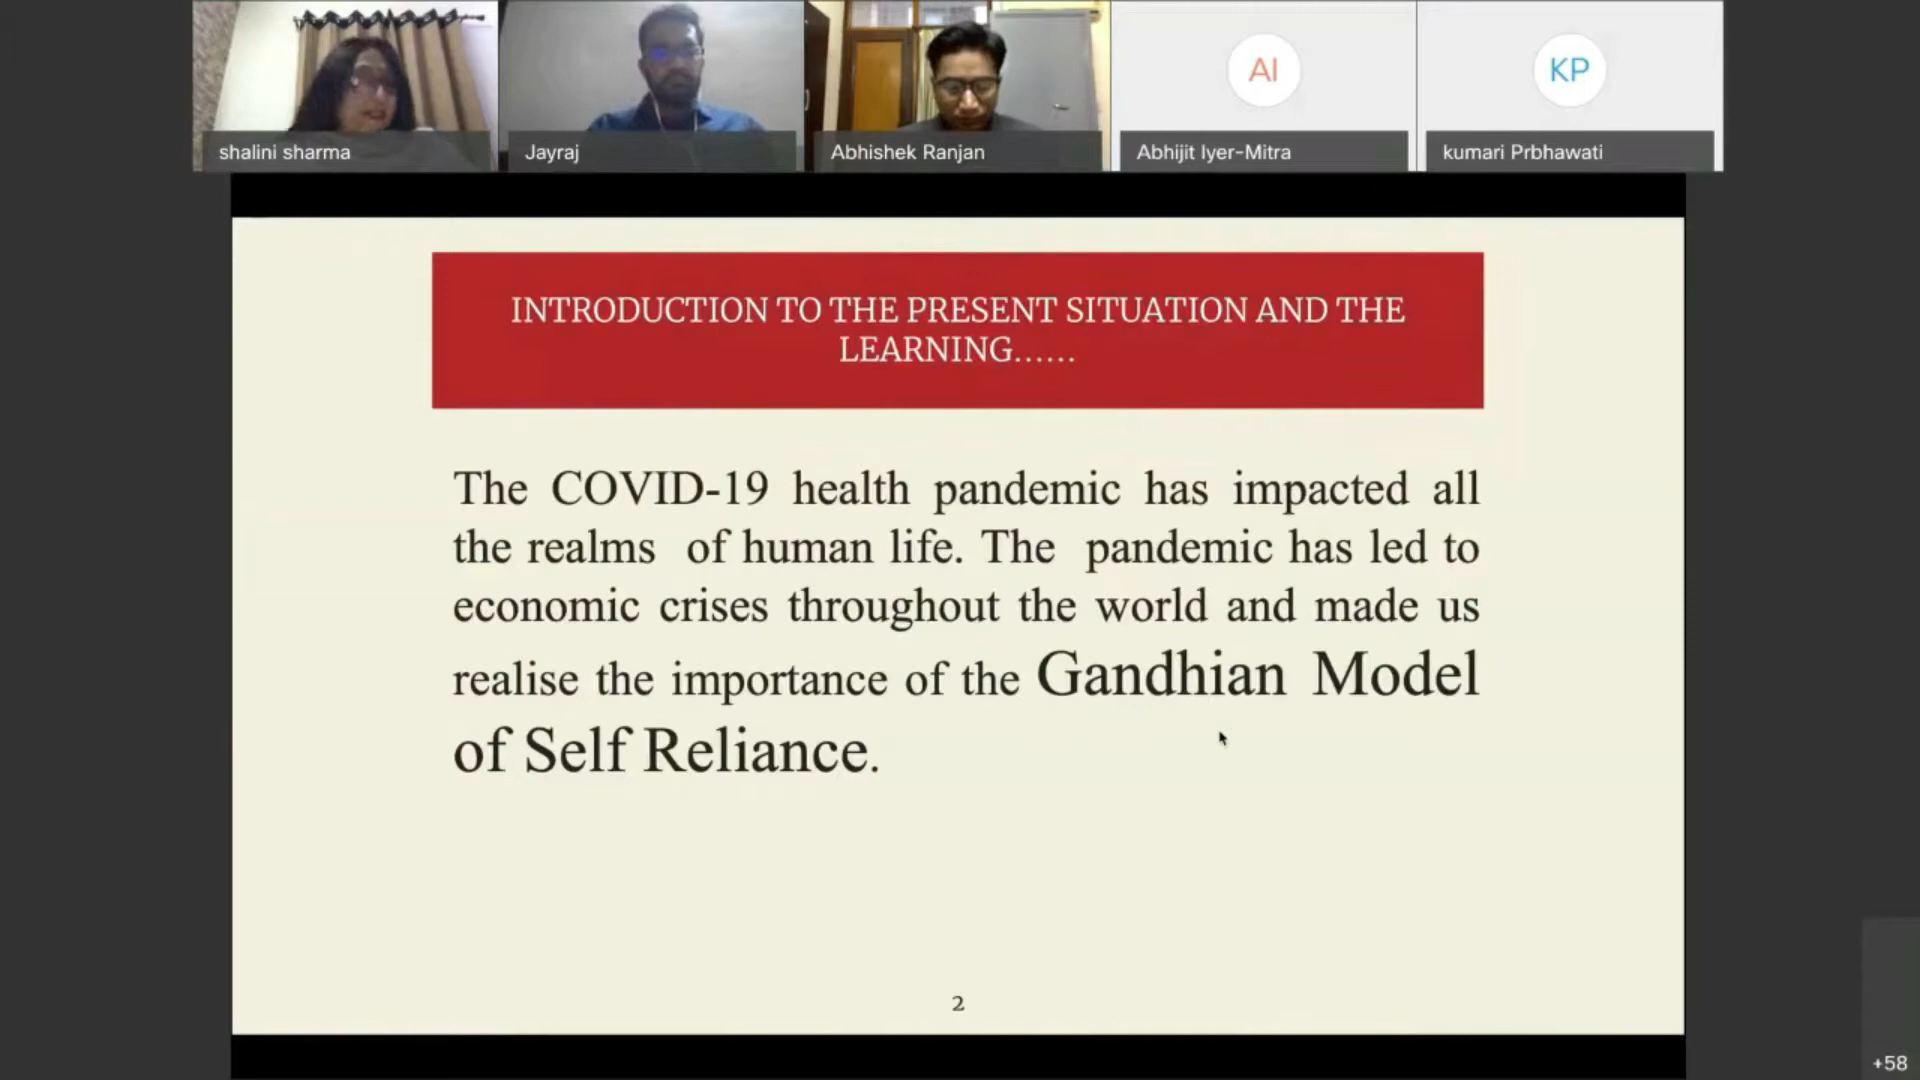 shalini sharma
Jayraj
Abhishek Ranjan
AI
Abhijit Iyer-Mitra
KP
kumari Prbhawati
INTRODUCTION TO THE PRESENT SITUATION AND THE
LEARNING......
The COVID-19 health pandemic has impacted all
the realms of human life. The pandemic has led to
economic crises throughout the world and made us
realise the importance of the Gandhian Model
of Self Reliance.
2
+58